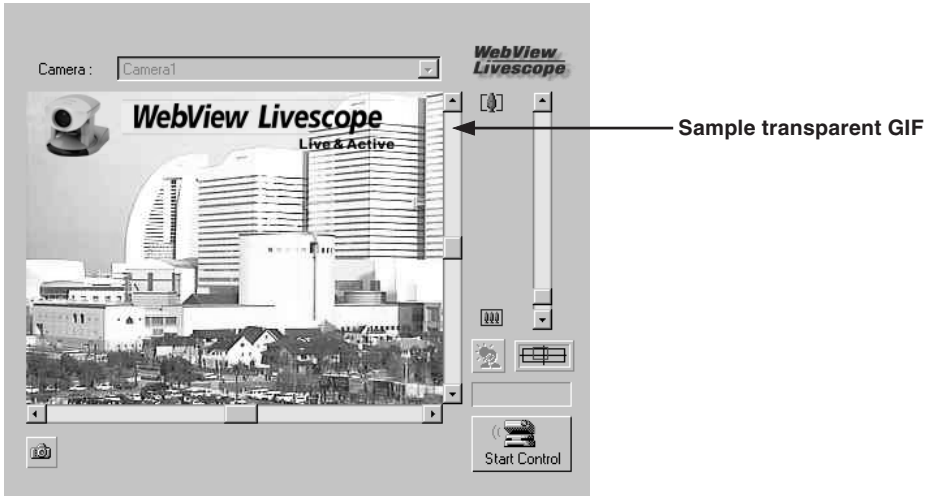 WebView
Livescope
Camera :
Camera1
WebView Livescope
Live & Active
Sample transparent GIF
Start Control